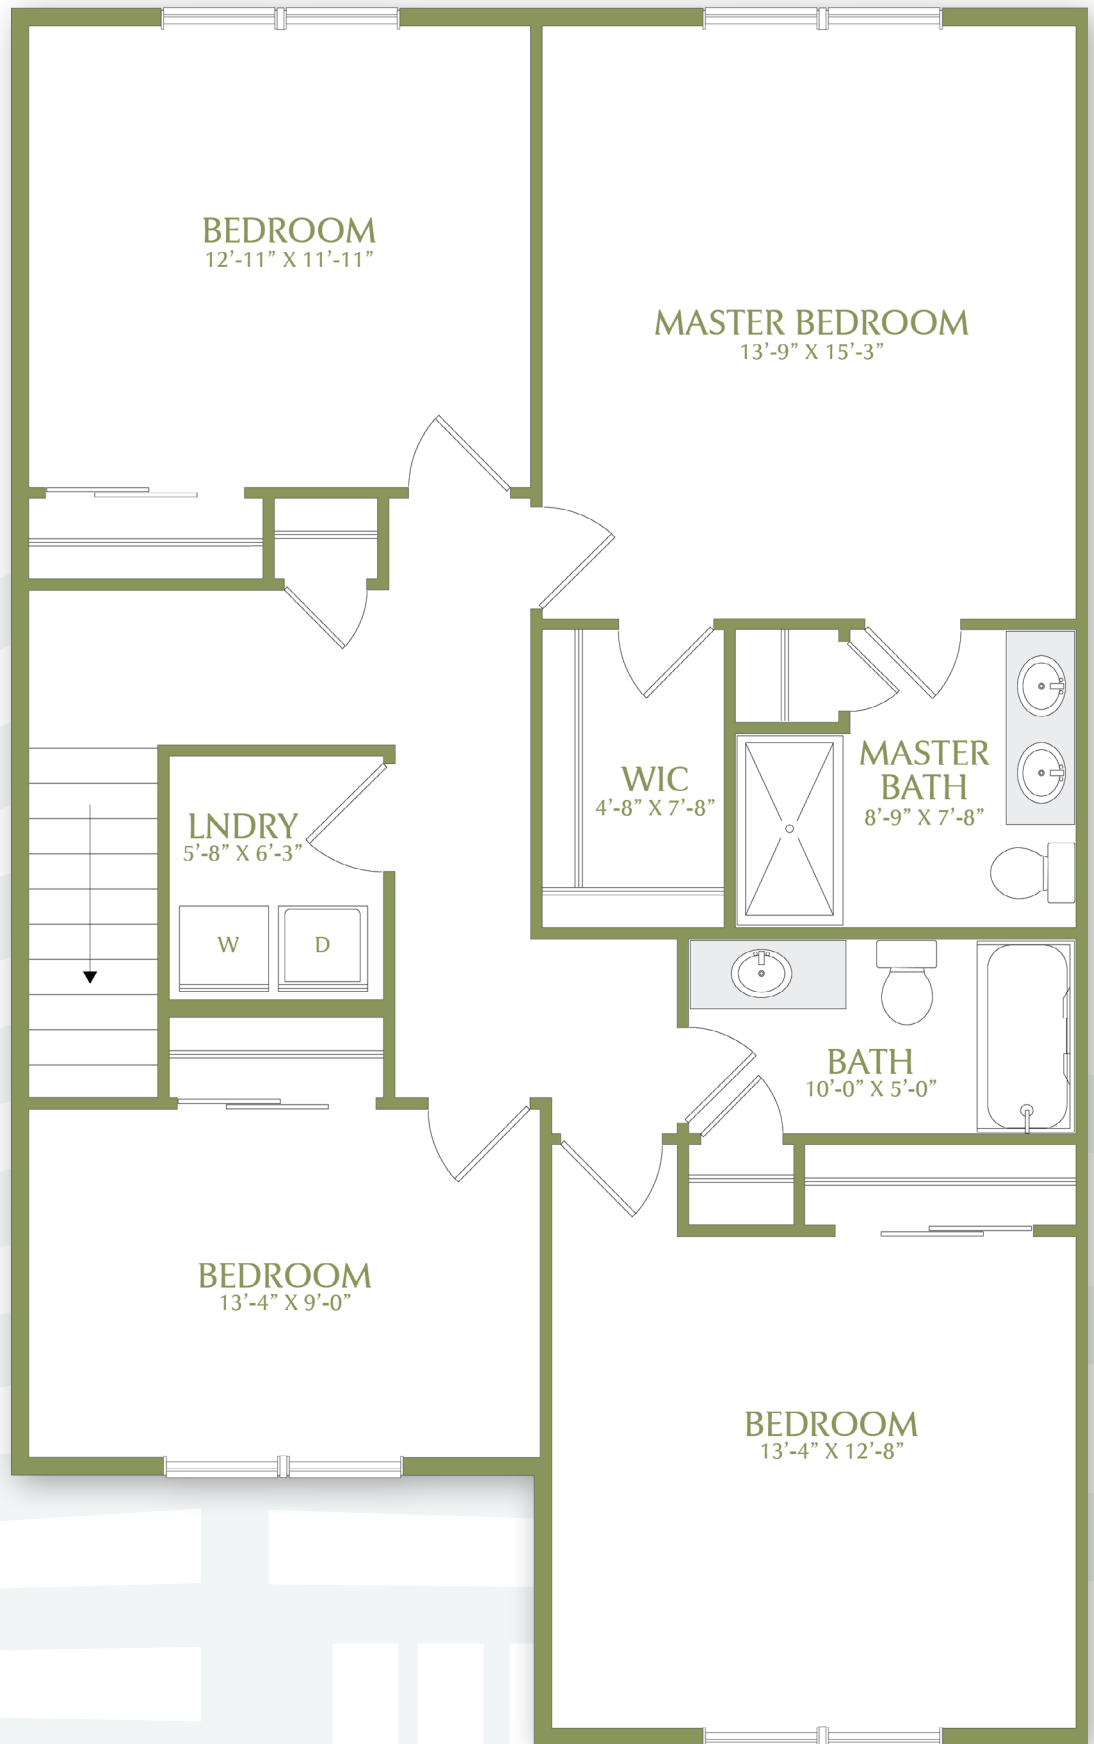 BEDROOM
12’-11” X 11’-11”
MASTER BEDROOM
13’-9” X 15’-3”
WIC
4’-8” X 7’-8”
MASTER
BATH
8’-9” X 7’-8”
LNDRY
5’-8” X 6’-3”
W
D
BATH
10’-0” X 5’-0”
BEDROOM
13’-4” X 9’-0”
BEDROOM
13’-4” X 12’-8”